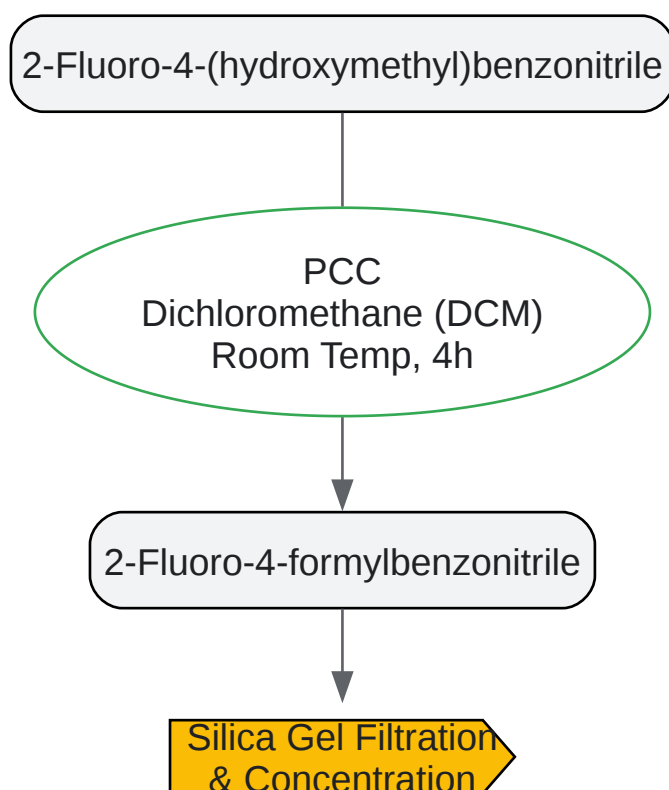 2-Fluoro-4-(hydroxymethyl)benzonitrile
PCC
Dichloromethane (DCM)
Room Temp, 4h
2-Fluoro-4-formylbenzonitrile
Silica Gel Filtration
& Concentration